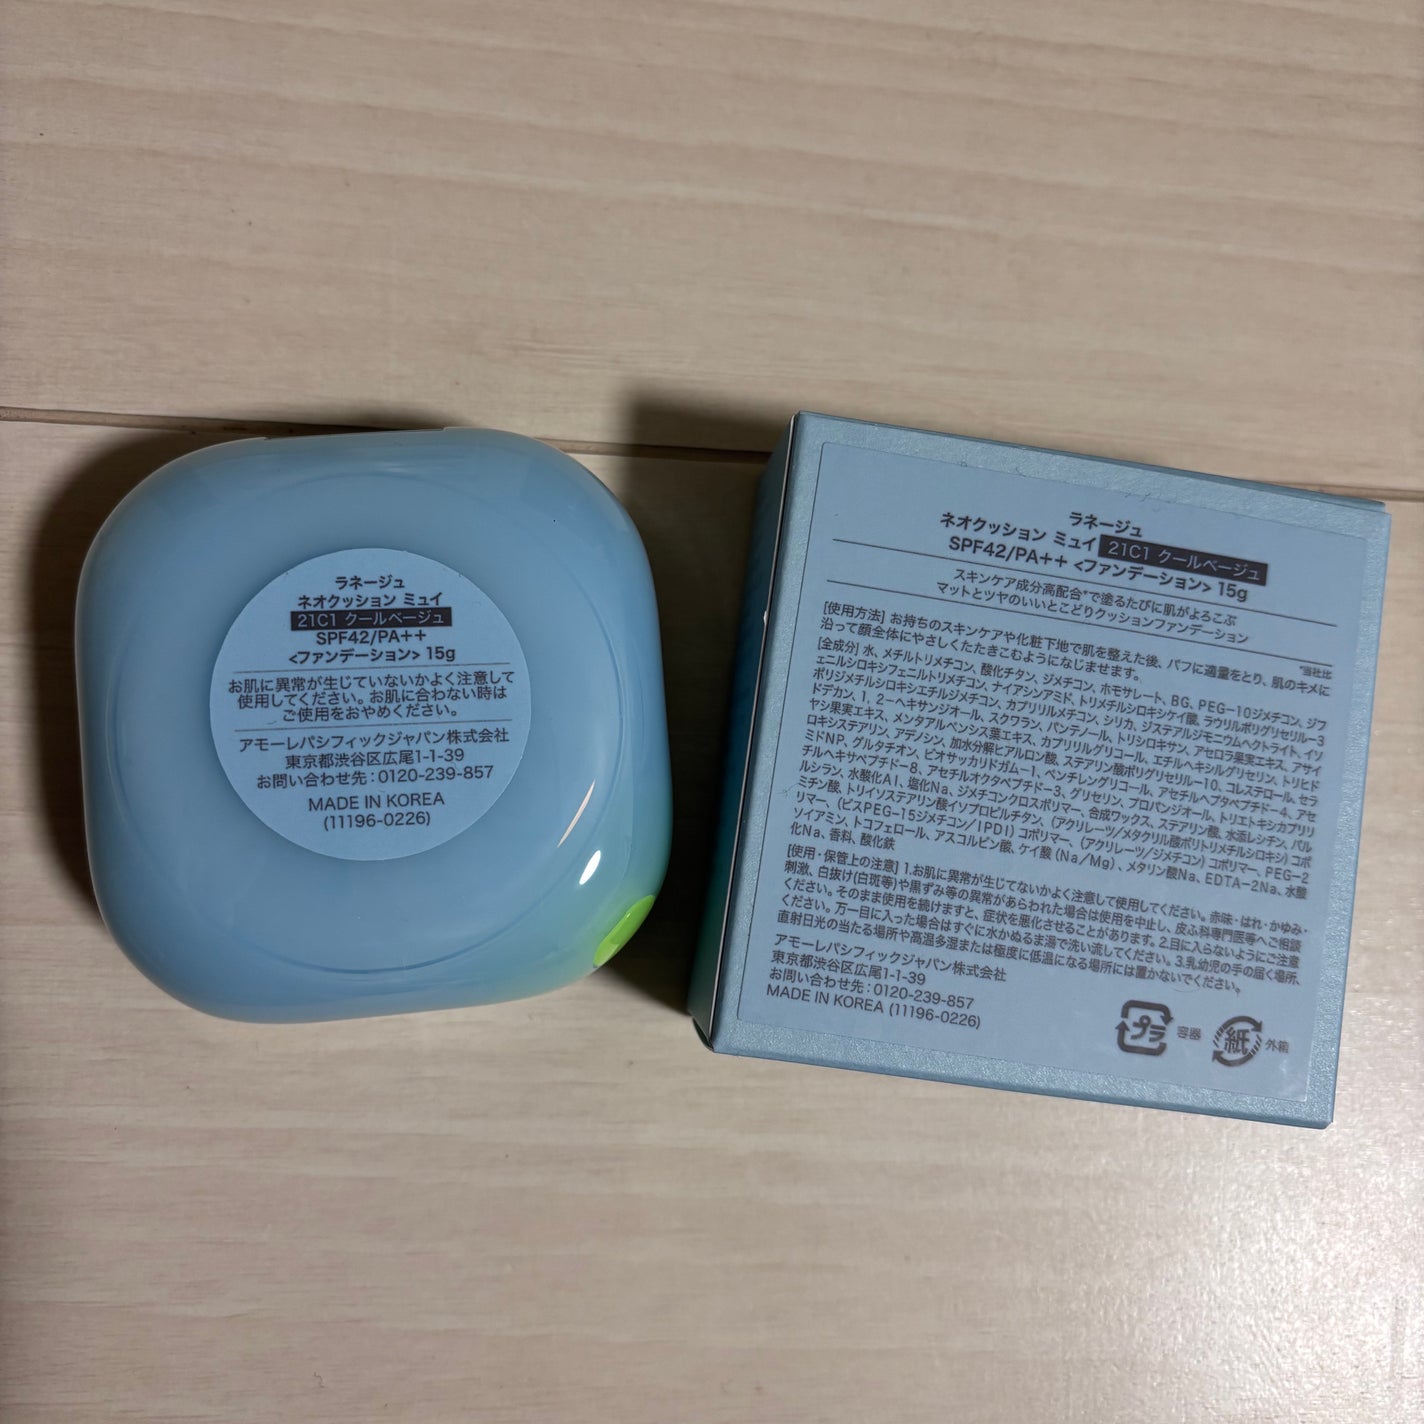 ラネージュ
ネオクッション ミュイ
21C1 クールベージュ
SPF42/PA++
<ファンデーション> 15g
お肌に異常が生じていないかよく注意して
使用してください。お肌に合わない時は
ご使用をおやめください。
アモーレパシフィックジャパン株式会社
東京都渋谷区広尾1-1-39
お問い合わせ先：0120-239-857
MADE IN KOREA
(11196-0226)
ラネージュ
ネオクッション ミュイ 21C1 クールベージュ
SPF42/PA++ <ファンデーション> 15g
スキンケア成分高配合*で塗るたびに肌がよろこぶ
マットとツヤのいいとこどりクッションファンデーション
*当社比
[使用方法] お持ちのスキンケアや化粧下地で肌を整えた後、パフに適量をとり、肌のキメに
沿って顔全体にやさしくたたきこむようになじませます。
[全成分] 水、メチルトリメチコン、酸化チタン、ジメチコン、ホモサレート、BG、PEG-10ジメチコン、ジフ
ェニルシロキシフェニルトリメチコン、ナイアシンアミド、トリメチルシロキシケイ酸、ラウリルポリグリセリル-3
ポリジメチルシロキシエチルジメチコン、カプリリルメチコン、シリカ、ジステアルジモニウムヘクトライト、イソ
ドデカン、1，2-ヘキサンジオール、スクワラン、パンテノール、トリシロキサン、アセロラ果実エキス、アサイ
ヤシ果実エキス、メンタアルベンシス葉エキス、カプリリルグリコール、エチルヘキシルグリセリン、トリヒド
ロキシステアリン、アデノシン、加水分解ヒアルロン酸、ステアリン酸ポリグリセリル-10、コレステロール、セラ
ミドNP、グルタチオン、ビオサッカリドガム-1、ペンチレングリコール、アセチルヘプタペプチド-4、アセ
チルヘキサペプチド-8、アセチルオクタペプチド-3、グリセリン、プロパンジオール、トリエトキシカプリリ
ルシラン、水酸化Al、塩化Na、ジメチコンクロスポリマー、合成ワックス、ステアリン酸、水添レシチン、パル
ミチン酸、トリイソステアリン酸イソプロピルチタン、(アクリレーツ/メタクリル酸ポリトリメチルシロキシ) コポ
リマー、(ビスPEG-15ジメチコン/IPDI) コポリマー、(アクリレーツ/ジメチコン) コポリマー、PEG-2
ソイアミン、トコフェロール、アスコルビン酸、ケイ酸 (Na/Mg)、メタリン酸Na、EDTA-2Na、水酸
化Na、香料、酸化鉄
[使用・保管上の注意] 1.お肌に異常が生じてないかよく注意して使用してください。赤味・はれ・かゆみ・
刺激、白抜け(白斑等)や黒ずみ等の異常があらわれた場合は使用を中止し、皮ふ科専門医等へご相談
ください。そのまま使用を続けますと、症状を悪化させることがあります。2.目に入らないようにご注意
ください。万一目に入った場合はすぐに水かぬるま湯で洗い流してください。3.乳幼児の手の届く場所、
直射日光の当たる場所や高温多湿または極度に低温になる場所には置かないでください。
アモーレパシフィックジャパン株式会社
東京都渋谷区広尾1-1-39
お問い合わせ先：0120-239-857
MADE IN KOREA (11196-0226)
プラ 容器 紙 外箱